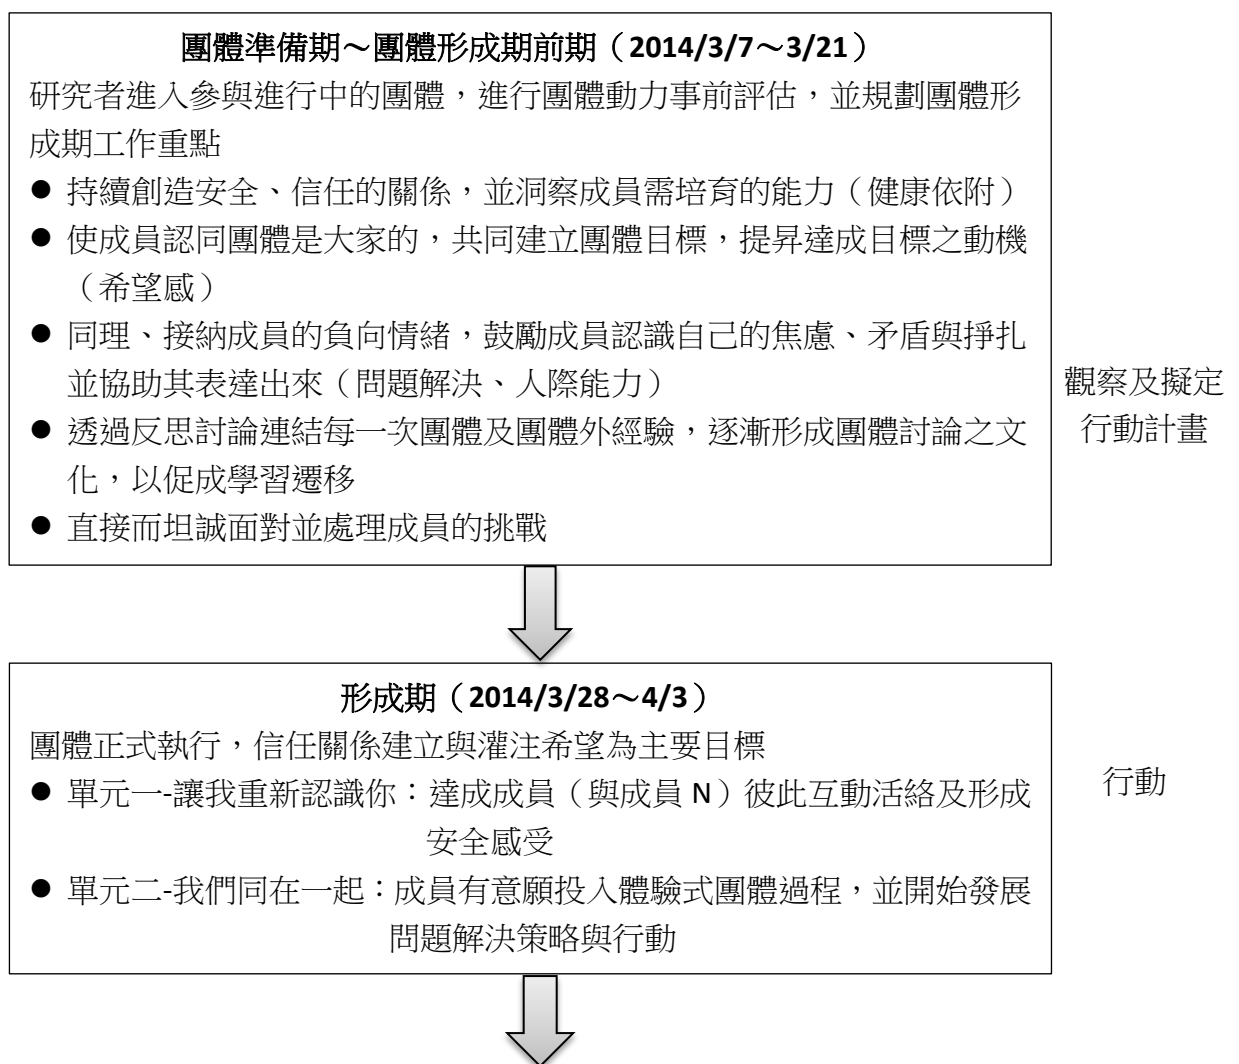 團體準備期～團體形成期前期（2014/3/7～3/21）
研究者進入參與進行中的團體，進行團體動力事前評估，並規劃團體形
成期工作重點
● 持續創造安全、信任的關係，並洞察成員需培育的能力（健康依附）
● 使成員認同團體是大家的，共同建立團體目標，提昇達成目標之動機
（希望感）
● 同理、接納成員的負向情緒，鼓勵成員認識自己的焦慮、矛盾與掙扎
並協助其表達出來（問題解決、人際能力）
● 透過反思討論連結每一次團體及團體外經驗，逐漸形成團體討論之文
化，以促成學習遷移
● 直接而坦誠面對並處理成員的挑戰
觀察及擬定
行動計畫
形成期（2014/3/28～4/3）
團體正式執行，信任關係建立與灌注希望為主要目標
● 單元一-讓我重新認識你：達成成員（與成員 N）彼此互動活絡及形成
安全感受
● 單元二-我們同在一起：成員有意願投入體驗式團體過程，並開始發展
問題解決策略與行動
行動